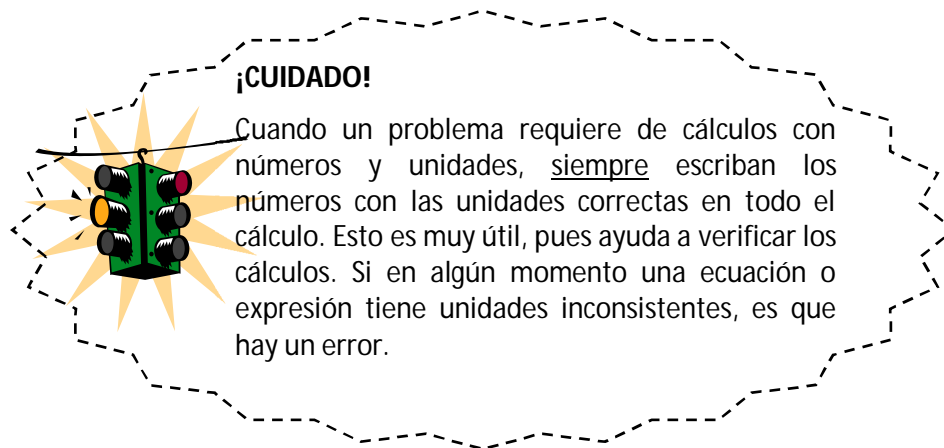 ¡CUIDADO!
Cuando un problema requiere de cálculos con
números y unidades, siempre escriban los
números con las unidades correctas en todo el
cálculo. Esto es muy útil, pues ayuda a verificar los
cálculos. Si en algún momento una ecuación o
expresión tiene unidades inconsistentes, es que
hay un error.